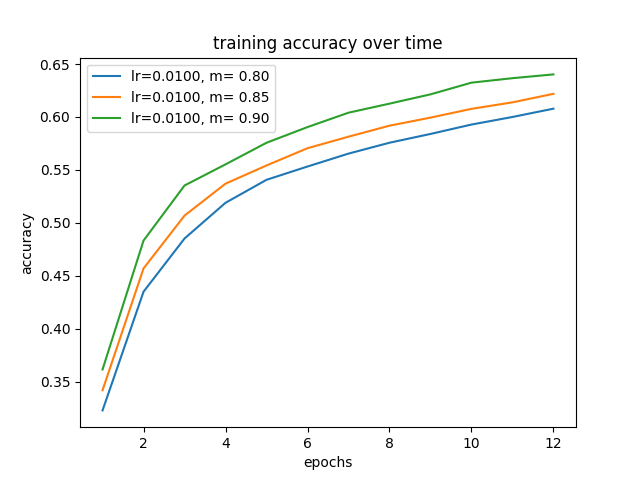 training accuracy over time
lr=0.0100, m= 0.80
lr=0.0100, m= 0.85
lr=0.0100, m= 0.90
accuracy
0.65
0.60
0.55
0.50
0.45
0.40
0.35
2 4 6 8 10 12
epochs